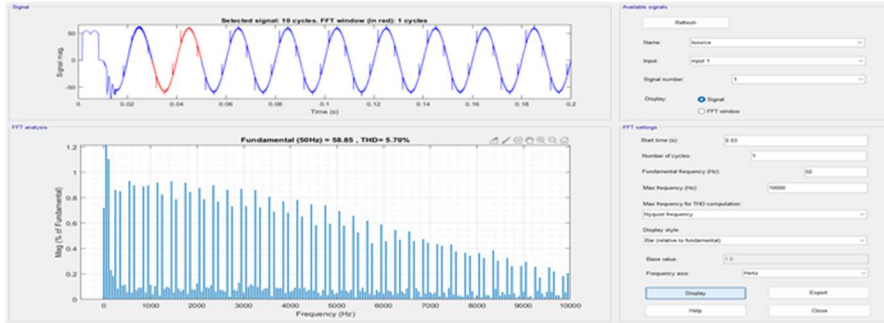 Signal
Selected signal: 10 cycles. FFT window (in red): 1 cycles
Signal mag.
50
0
-50
0
0.02
0.04
0.06
0.08
0.1
0.12
0.14
0.16
0.18
0.2
Time (s)
FFT analysis
Fundamental (50Hz) = 58.85 , THD= 5.70%
Mag (% of Fundamental)
1.2
1
0.8
0.6
0.4
0.2
0
0
1000
2000
3000
4000
5000
6000
7000
8000
9000
10000
Frequency (Hz)
Available signals
Refresh
Name:
Isource
Input:
input 1
Signal number:
1
Display:
Signal
FFT window
FFT settings
Start time (s):
0.03
Number of cycles:
1
Fundamental frequency (Hz):
50
Max frequency (Hz):
10000
Max frequency for THD computation:
Nyquist frequency
Display style:
Bar (relative to fundamental)
Base value:
1.0
Frequency axis:
Hertz
Display
Export
Help
Close